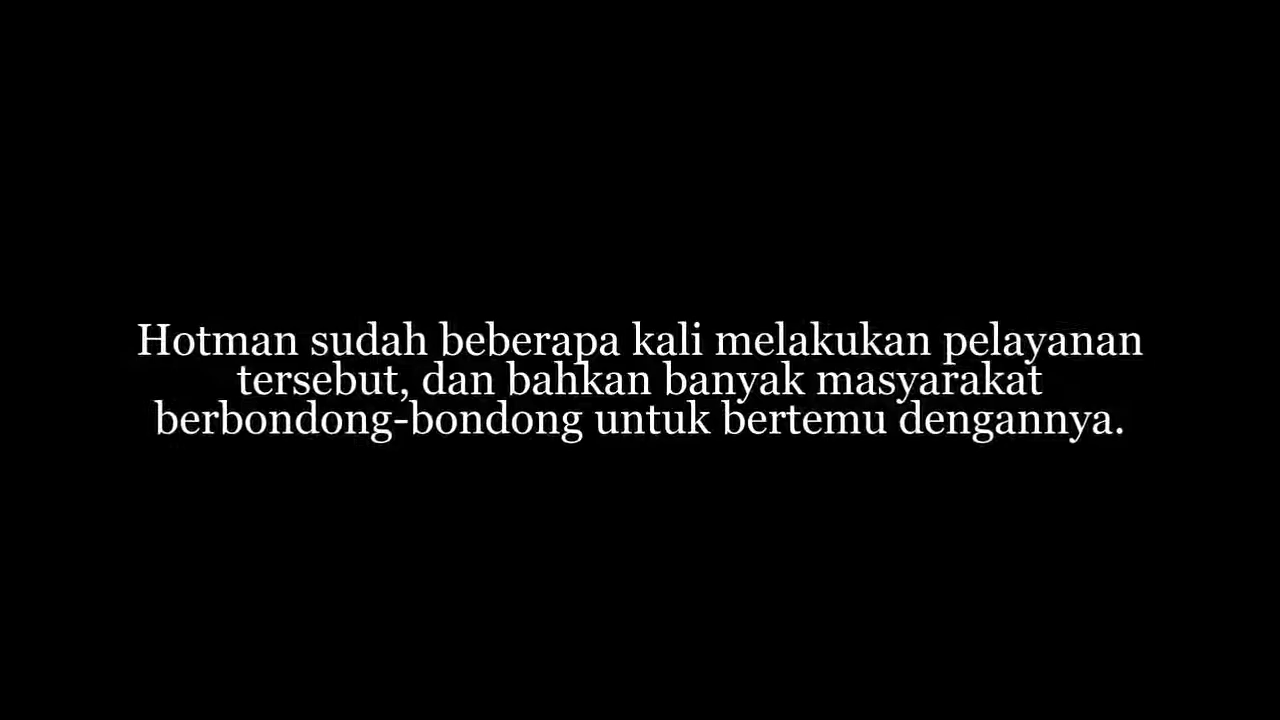 Hotman sudah beberapa kali melakukan pelayanan
tersebut, dan bahkan banyak masyarakat
berbondong-bondong untuk bertemu dengannya.